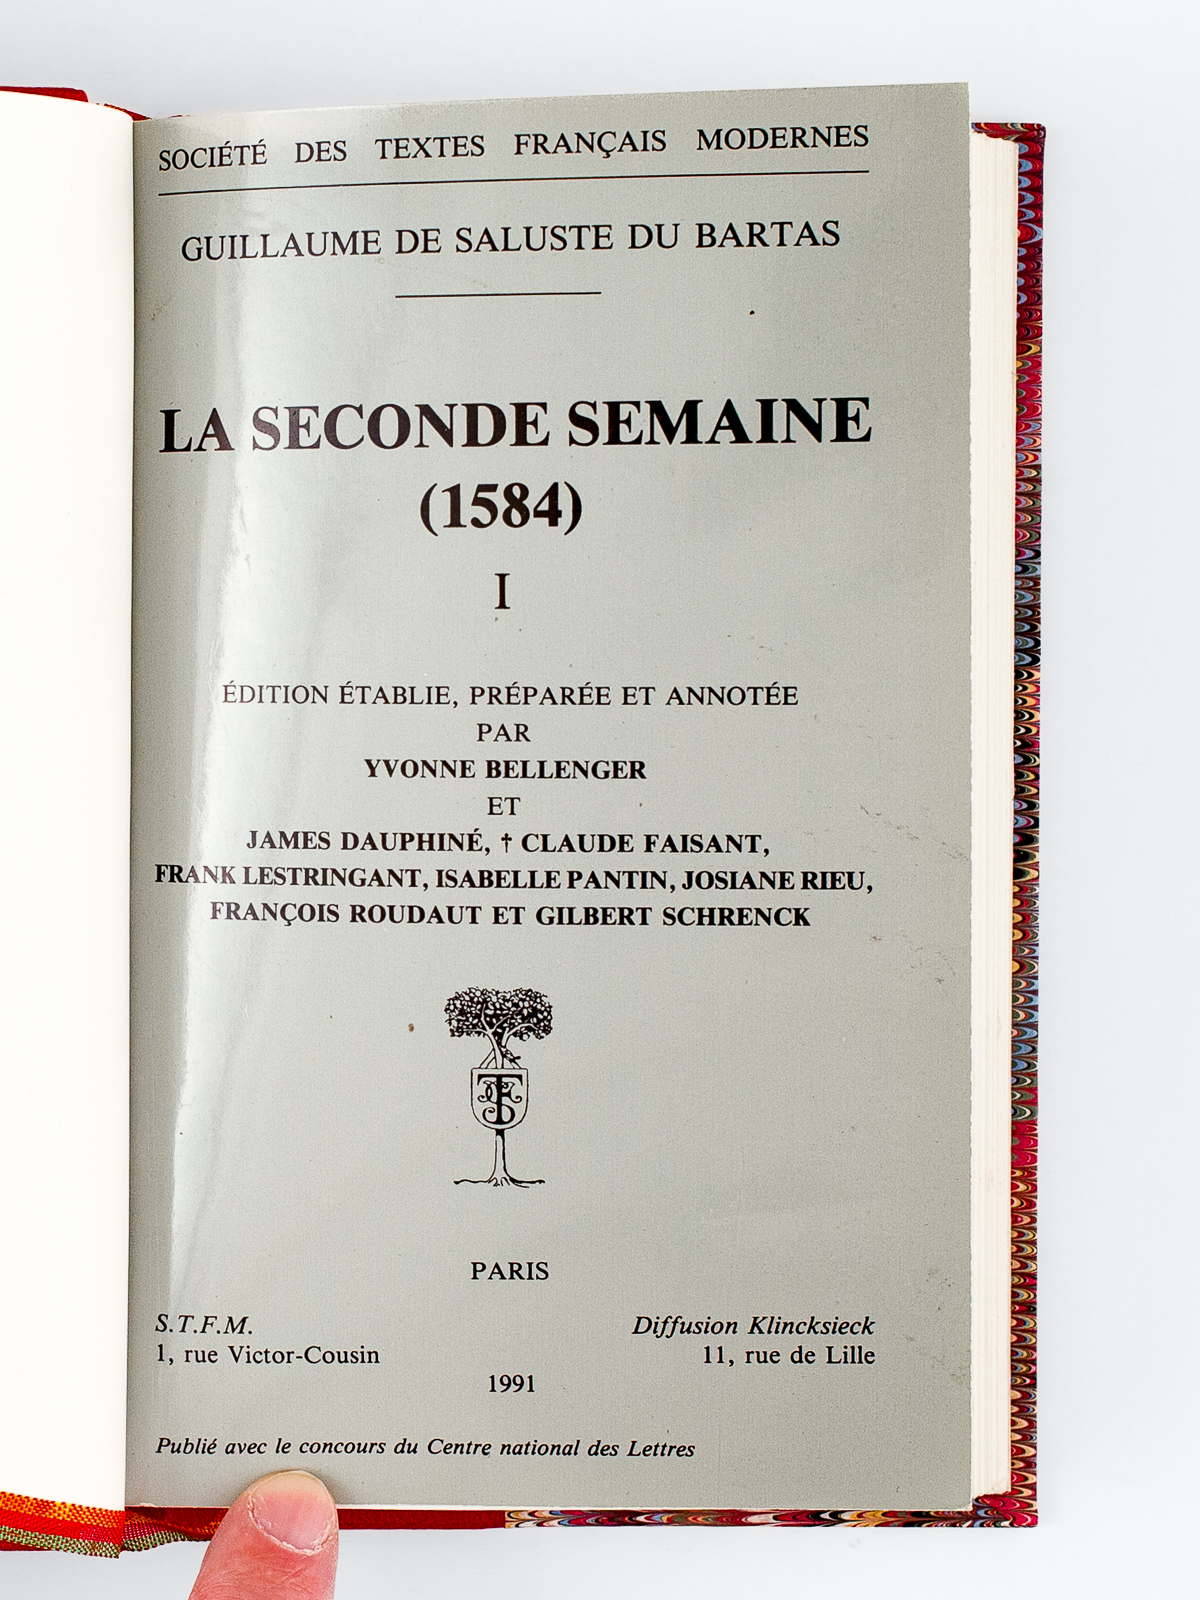 SOCIÉTÉ DES TEXTES FRANÇAIS MODERNES
GUILLAUME DE SALUSTE DU BARTAS
LA SECONDE SEMAINE
(1584)
I
ÉDITION ÉTABLIE, PRÉPARÉE ET ANNOTÉE
PAR
YVONNE BELLENGER
ET
JAMES DAUPHINÉ, † CLAUDE FAISANT,
FRANK LESTRINGANT, ISABELLE PANTIN, JOSIANE RIEU,
FRANÇOIS ROUDAUT ET GILBERT SCHRENCK
PARIS
S.T.F.M.
1, rue Victor-Cousin
Diffusion Klincksieck
11, rue de Lille
1991
Publié avec le concours du Centre national des Lettres